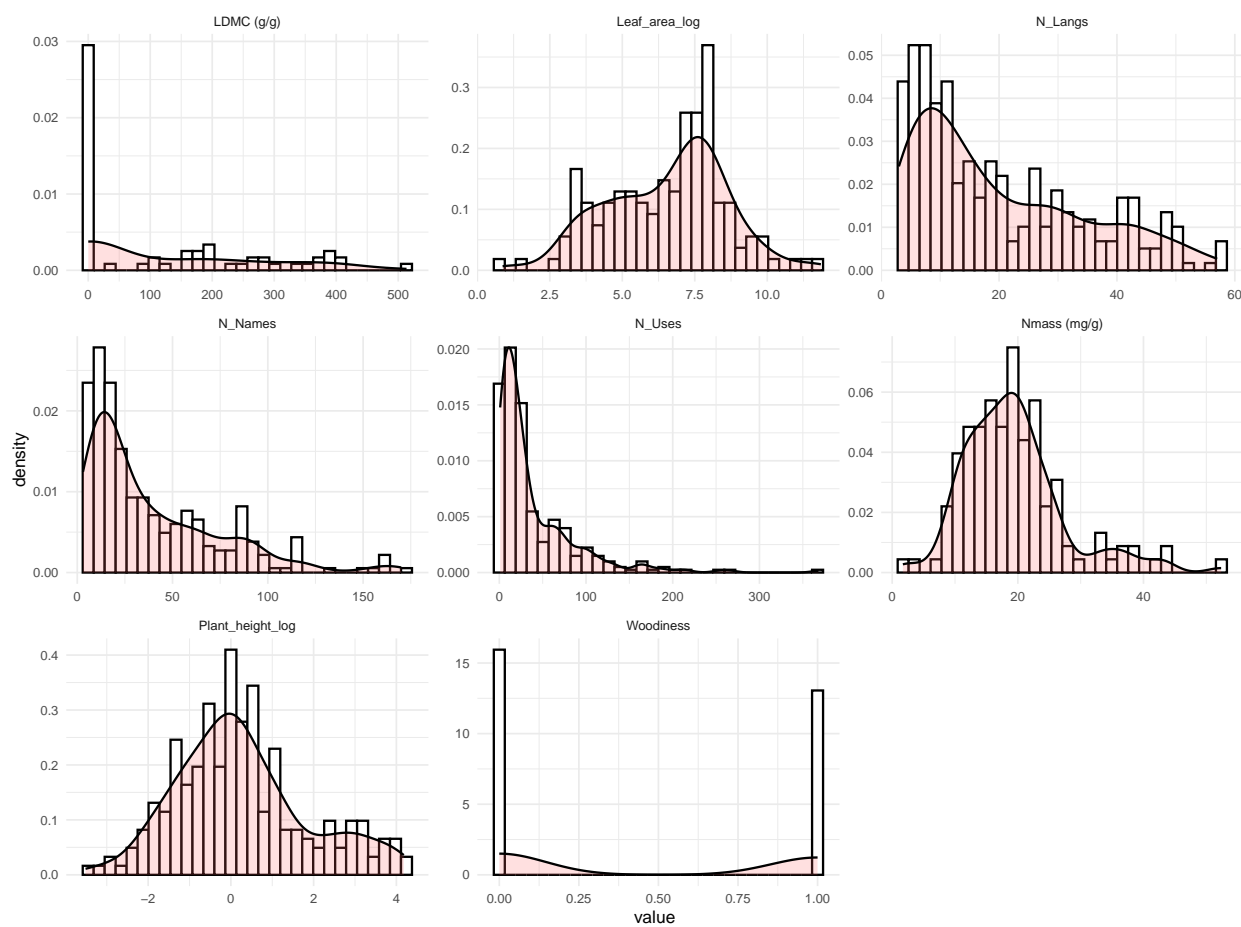 LDMC (g/g)
Leaf_area_log
N_Langs
0.03
0.02
0.01
0.00
0 100 200 300 400 500
0.3
0.2
0.1
0.0
0.0 2.5 5.0 7.5 10.0
0.05
0.04
0.03
0.02
0.01
0.00
0 20 40 60
N_Names
N_Uses
Nmass (mg/g)
density
0.02
0.01
0.00
0 50 100 150
0.020
0.015
0.010
0.005
0.000
0 100 200 300
0.06
0.04
0.02
0.00
0 20 40
Plant_height_log
Woodiness
0.4
0.3
0.2
0.1
0.0
−2 0 2 4
15
10
5
0
0.00 0.25 0.50 0.75 1.00
value